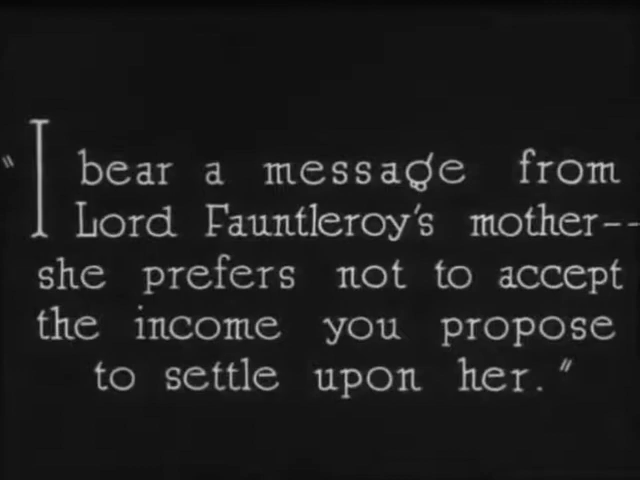 "I bear a message from
Lord Fauntleroy's mother--
she prefers not to accept
the income you propose
to settle upon her."